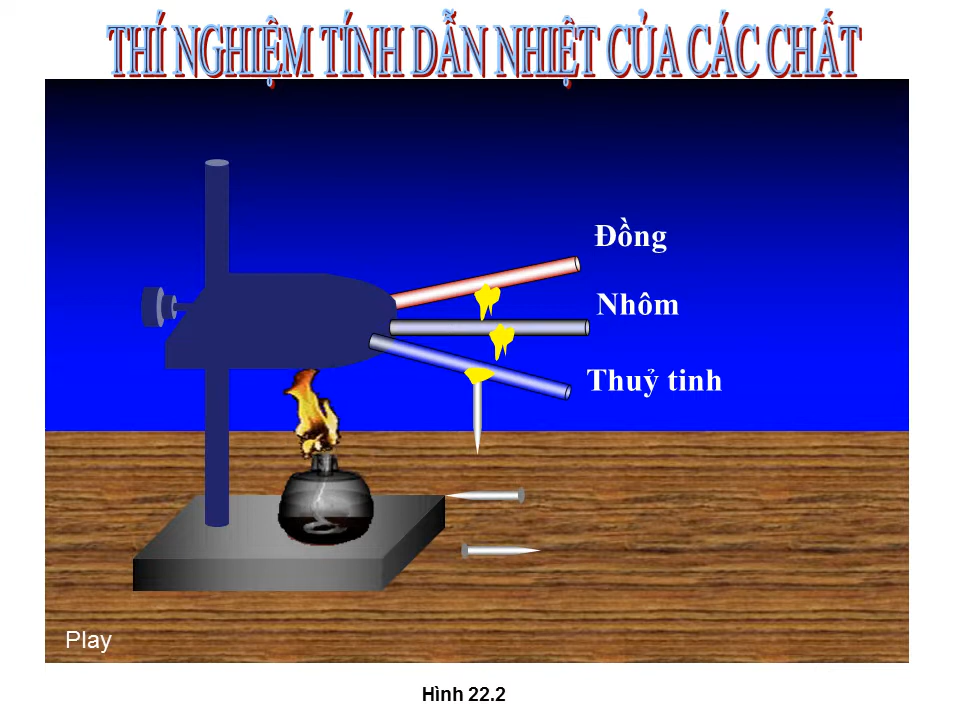 THÍ NGHIỆM TÍNH DẪN NHIỆT CỦA CÁC CHẤT
Đồng
Nhôm
Thuỷ tinh
Play
Hình 22.2